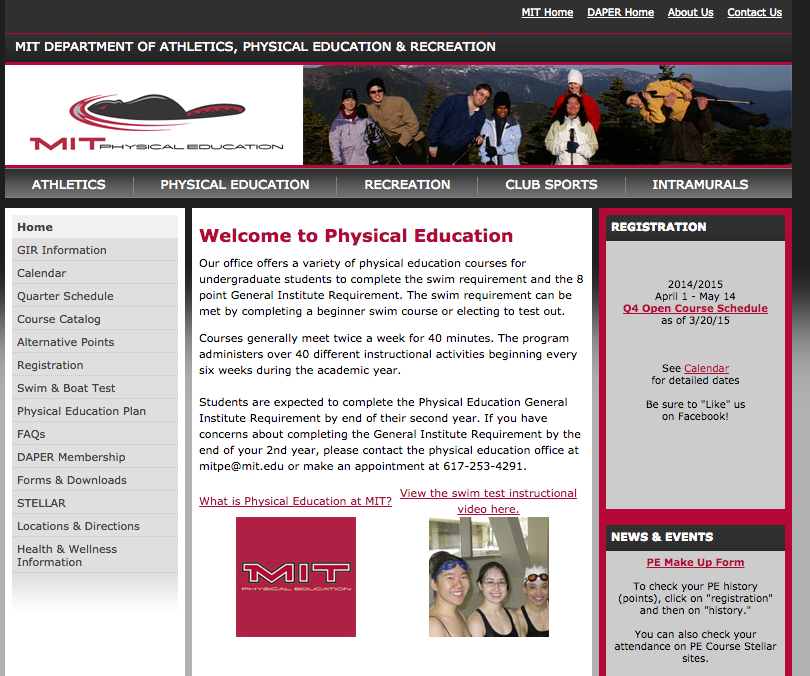 MIT Home DAPER Home About Us Contact Us
MIT DEPARTMENT OF ATHLETICS, PHYSICAL EDUCATION & RECREATION
MIT PHYSICAL EDUCATION
ATHLETICS PHYSICAL EDUCATION RECREATION CLUB SPORTS INTRAMURALS
Home
GIR Information
Calendar
Quarter Schedule
Course Catalog
Alternative Points
Registration
Swim & Boat Test
Physical Education Plan
FAQs
DAPER Membership
Forms & Downloads
STELLAR
Locations & Directions
Health & Wellness
Information
Welcome to Physical Education
Our office offers a variety of physical education courses for
undergraduate students to complete the swim requirement and the 8
point General Institute Requirement. The swim requirement can be
met by completing a beginner swim course or electing to test out.
Courses generally meet twice a week for 40 minutes. The program
administers over 40 different instructional activities beginning every
six weeks during the academic year.
Students are expected to complete the Physical Education General
Institute Requirement by end of their second year. If you have
concerns about completing the General Institute Requirement by the
end of your 2nd year, please contact the physical education office at
mitpe@mit.edu or make an appointment at 617-253-4291.
What is Physical Education at MIT?
View the swim test instructional
video here.
MIT
PHYSICAL EDUCATION
REGISTRATION
2014/2015
April 1 - May 14
Q4 Open Course Schedule
as of 3/20/15
See Calendar
for detailed dates
Be sure to "Like" us
on Facebook!
NEWS & EVENTS
PE Make Up Form
To check your PE history
(points), click on "registration"
and then on "history."
You can also check your
attendance on PE Course Stellar
sites.